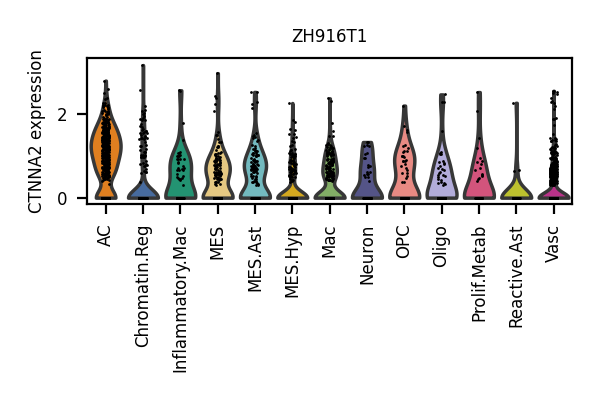 ZH916T1
CTNNA2 expression
2
0
AC
Chromatin.Reg
Inflammatory.Mac
MES
MES.Ast
MES.Hyp
Mac
Neuron
OPC
Oligo
Prolif.Metab
Reactive.Ast
Vasc